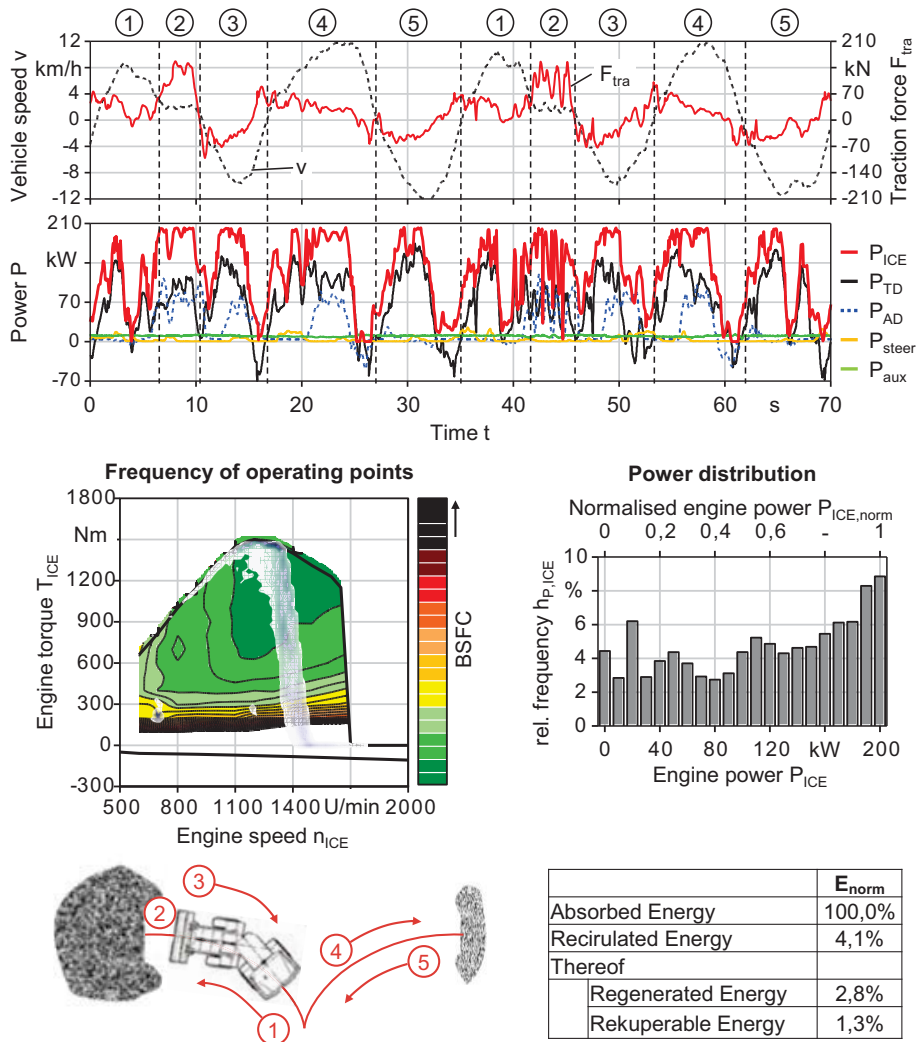 ① ② ③ ④ ⑤ ① ② ③ ④ ⑤
Vehicle speed v
12
km/h
4
0
-4
-8
-12
F_tra
v
210
kN
70
0
-70
-140
-210
Traction force F_tra
Power P
210
kW
70
0
-70
P_ICE
P_TD
P_AD
P_steer
P_aux
0 10 20 30 40 50 60 s 70
Time t
Frequency of operating points
Engine torque T_ICE
1800
Nm
1200
900
600
300
0
-300
500 800 1100 1400 U/min 2000
Engine speed n_ICE
BSFC
Power distribution
Normalised engine power P_ICE,norm
0 0,2 0,4 0,6 - 1
rel. frequency h_P,ICE
10
%
6
4
2
0
0 40 80 120 kW 200
Engine power P_ICE
③
②
④
⑤
①
E_norm
Absorbed Energy 100,0%
Recirulated Energy 4,1%
Thereof
Regenerated Energy 2,8%
Rekuperable Energy 1,3%